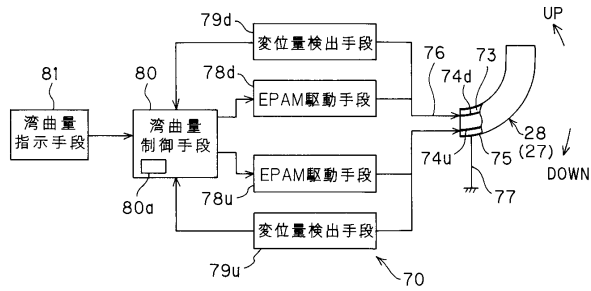 79d
変位量検出手段
UP
81
80
78d
76
74d
73
EPAM駆動手段
湾曲量
指示手段
湾曲量
制御手段
28
(27)
80a
EPAM駆動手段
74u
75
DOWN
78u
77
変位量検出手段
79u
70